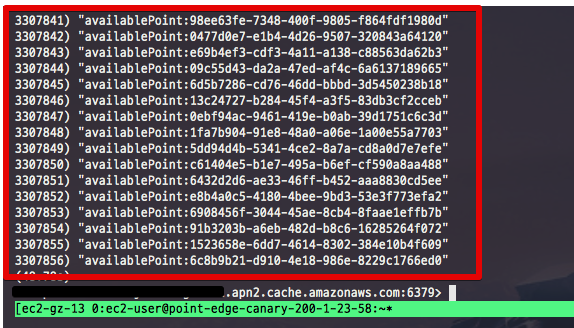 3307841) "availablePoint:98ee63fe-7348-400f-9805-f864fdf1980d"
3307842) "availablePoint:0477d0e7-e1b4-4d26-9507-320843a64120"
3307843) "availablePoint:e69b4ef3-cdf3-4a11-a138-c88563da62b3"
3307844) "availablePoint:09c55d43-da2a-47ed-af4c-6a6137189665"
3307845) "availablePoint:6d5b7286-cd76-46dd-bbbd-3d5450238b18"
3307846) "availablePoint:13c24727-b284-45f4-a3f5-83db3cf2cceb"
3307847) "availablePoint:0ebf94ac-9461-419e-b0ab-39d1751c6c3d"
3307848) "availablePoint:1fa7b904-91e8-48a0-a06e-1a00e55a7703"
3307849) "availablePoint:5dd94d4b-5341-4ce2-8a7a-cd8a0d7e7efe"
3307850) "availablePoint:c61404e5-b1e7-495a-b6ef-cf590a8aa488"
3307851) "availablePoint:6432d2d6-ae33-46ff-b452-aaa8830cd5ee"
3307852) "availablePoint:e8b4a0c5-4180-4bee-9bd3-53e3f773efa2"
3307853) "availablePoint:6908456f-3044-45ae-8cb4-8faae1effb7b"
3307854) "availablePoint:91b3203b-a6eb-482d-b8c6-16285264f072"
3307855) "availablePoint:1523658e-6dd7-4614-8302-384e10b4f609"
3307856) "availablePoint:6c8b9b21-d910-4e18-986e-8229c1766ed0"
.apn2.cache.amazonaws.com:6379>
[ec2-gz-13 0:ec2-user@point-edge-canary-200-1-23-58:~*